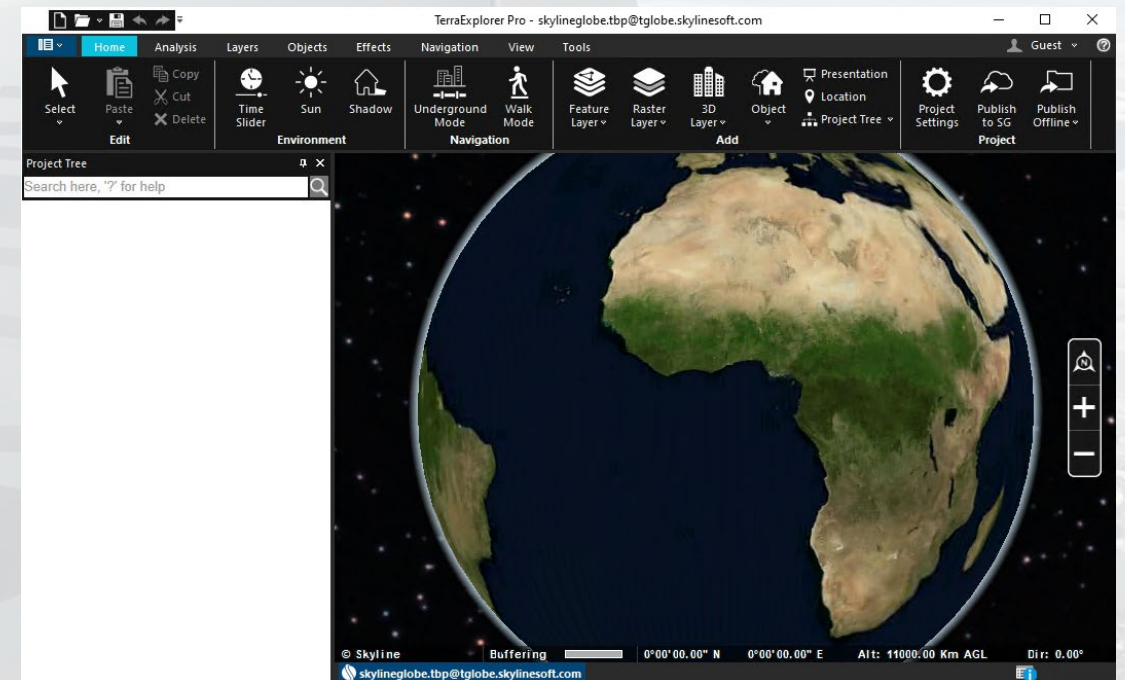 TerraExplorer Pro - skylineglobe.tbp@tglobe.skylinesoft.com
Home Analysis Layers Objects Effects Navigation View Tools Guest
Select Paste Copy Cut Delete
Edit
Time Slider Sun Shadow
Environment
Underground Mode Walk Mode
Navigation
Feature Layer Raster Layer 3D Layer Object Presentation Location Project Tree
Add
Project Settings Publish to SG Publish Offline
Project
Project Tree
Search here, '?' for help
N
© Skyline Buffering 0°00'00.00" N 0°00'00.00" E Alt: 11000.00 Km AGL Dir: 0.00°
skylineglobe.tbp@tglobe.skylinesoft.com